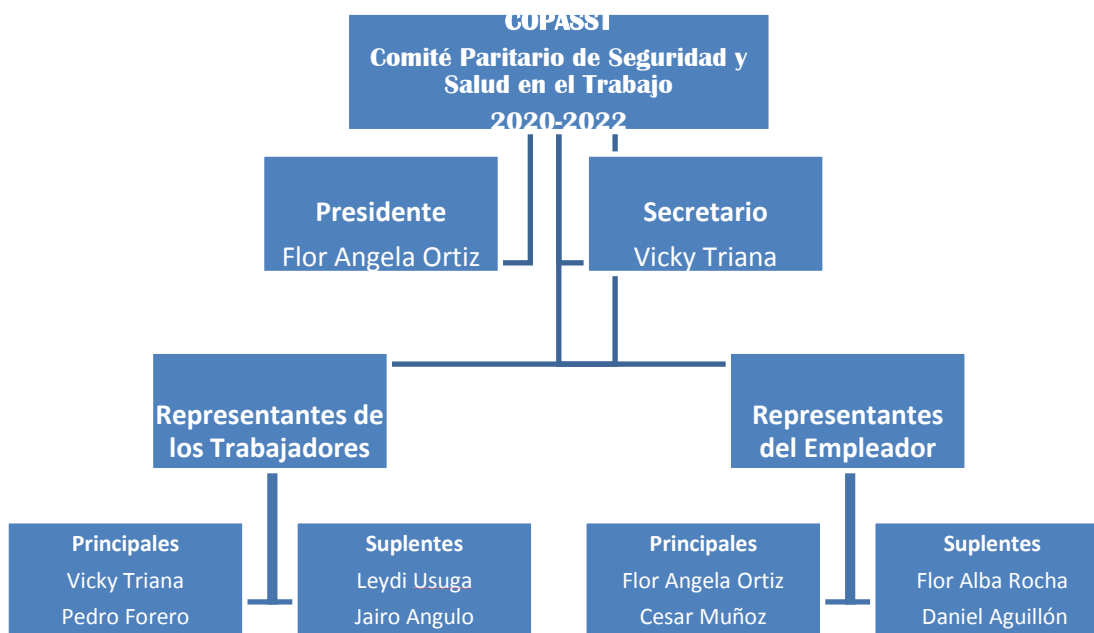 COPASST
Comité Paritario de Seguridad y
Salud en el Trabajo
2020-2022
Presidente
Flor Angela Ortiz
Secretario
Vicky Triana
Representantes de
los Trabajadores
Representantes
del Empleador
Principales
Vicky Triana
Pedro Forero
Suplentes
Leydi Usuga
Jairo Angulo
Principales
Flor Angela Ortiz
Cesar Muñoz
Suplentes
Flor Alba Rocha
Daniel Aguillón